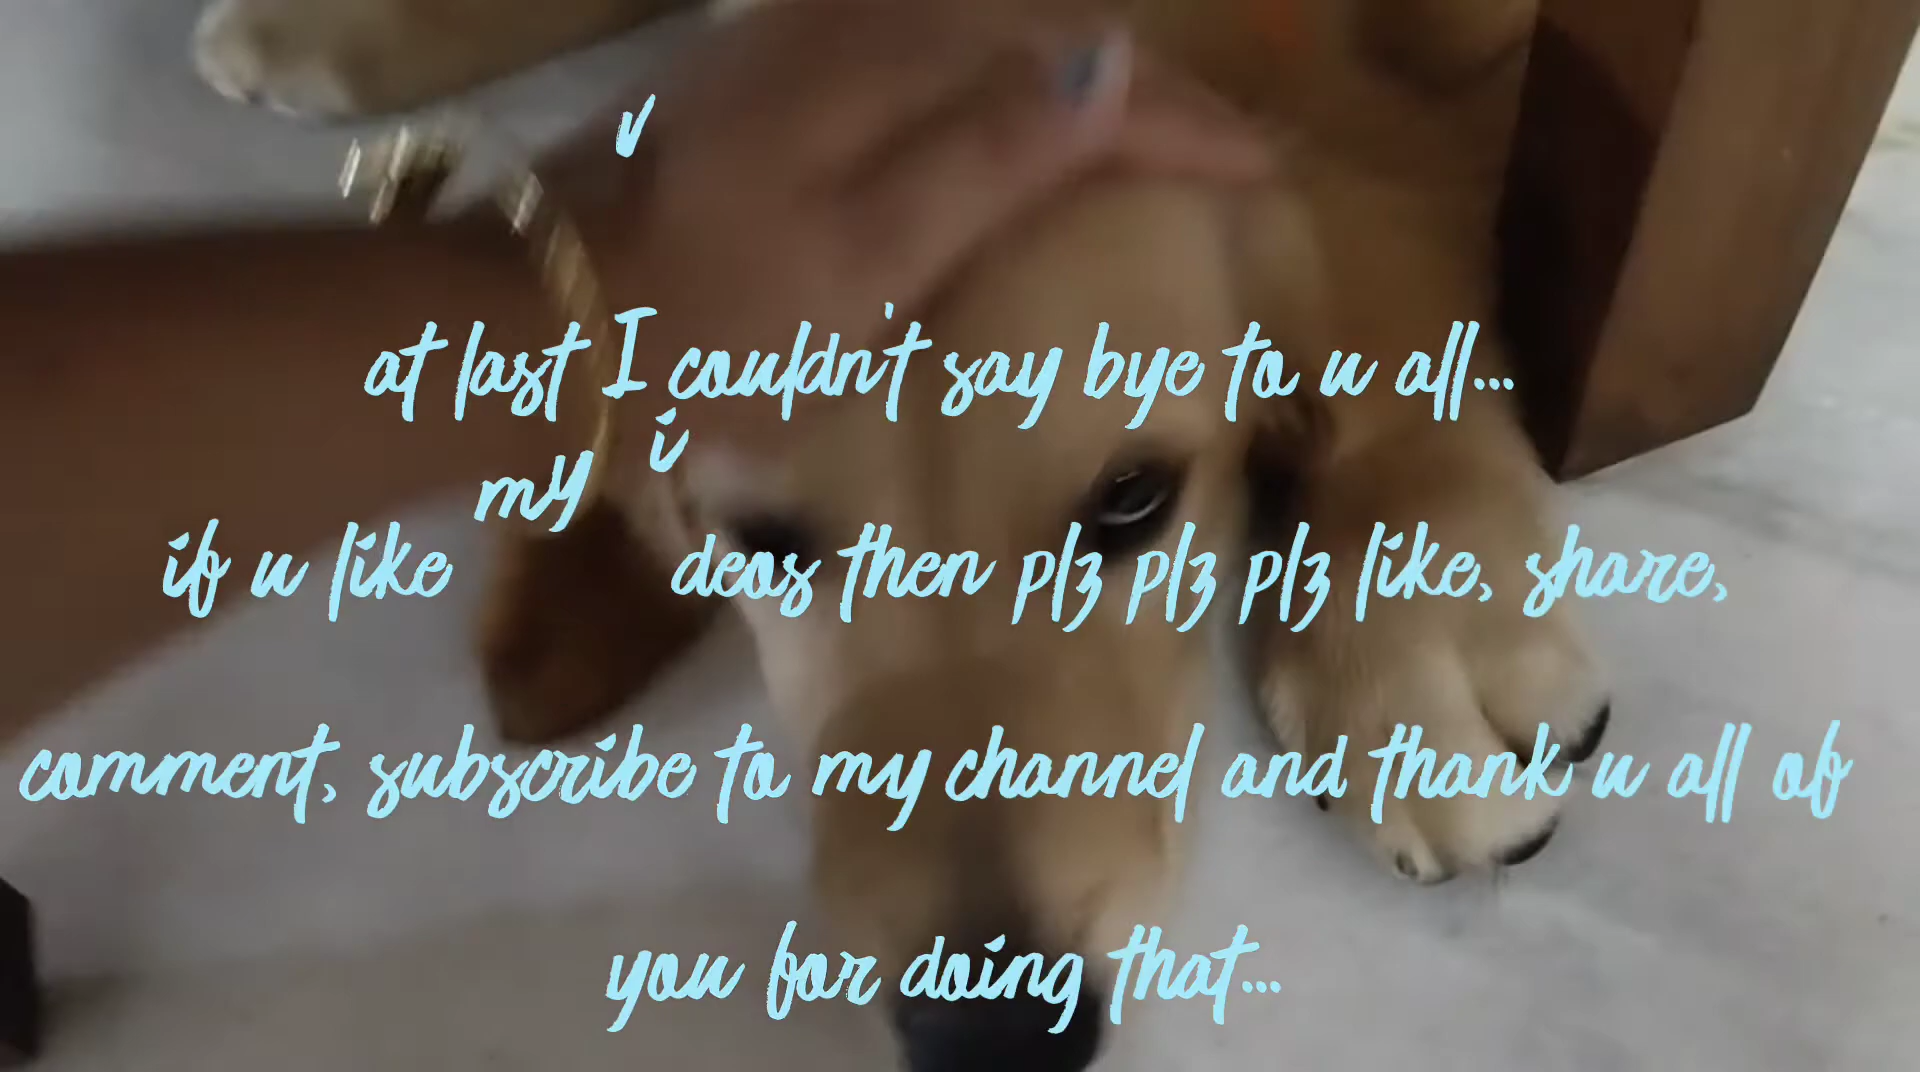 v
at last I couldn't say bye to u all...
if u like my i deos then plz plz plz like, share,
comment, subscribe to my channel and thank u all of
you for doing that...